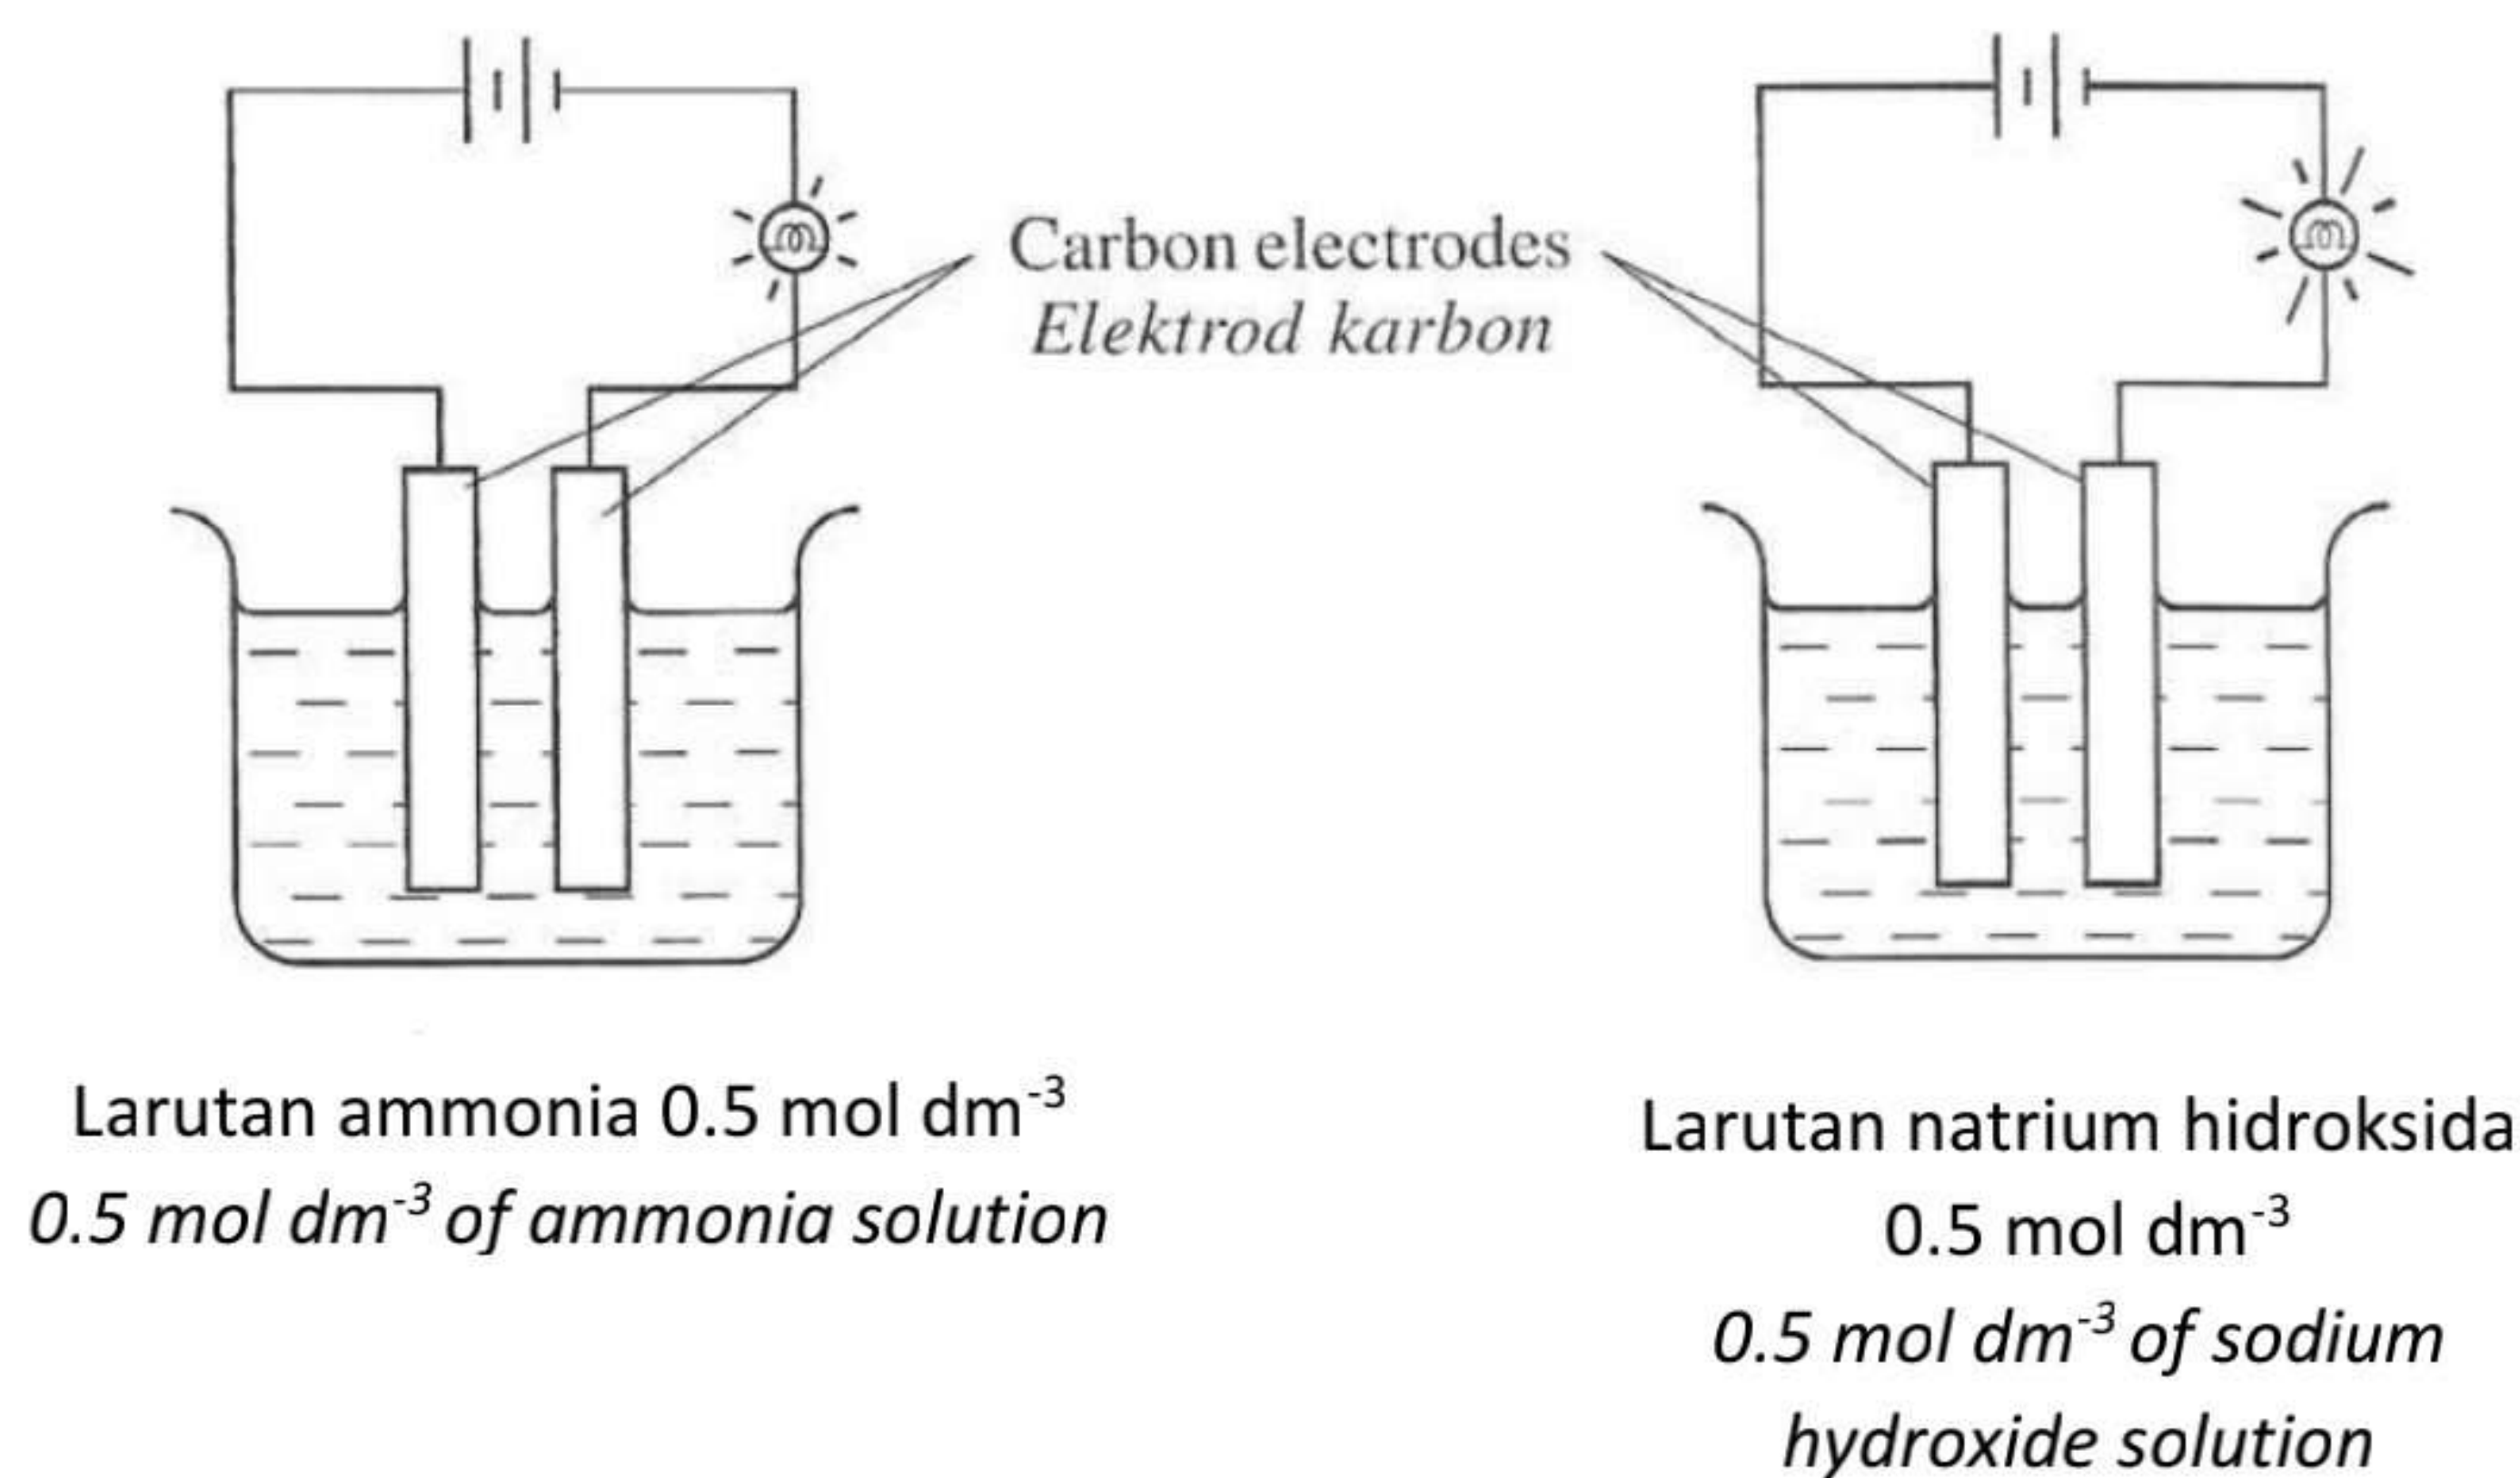 Carbon electrodes
Elektrod karbon
Larutan ammonia 0.5 mol dm⁻³
0.5 mol dm⁻³ of ammonia solution
Larutan natrium hidroksida
0.5 mol dm⁻³
0.5 mol dm⁻³ of sodium
hydroxide solution